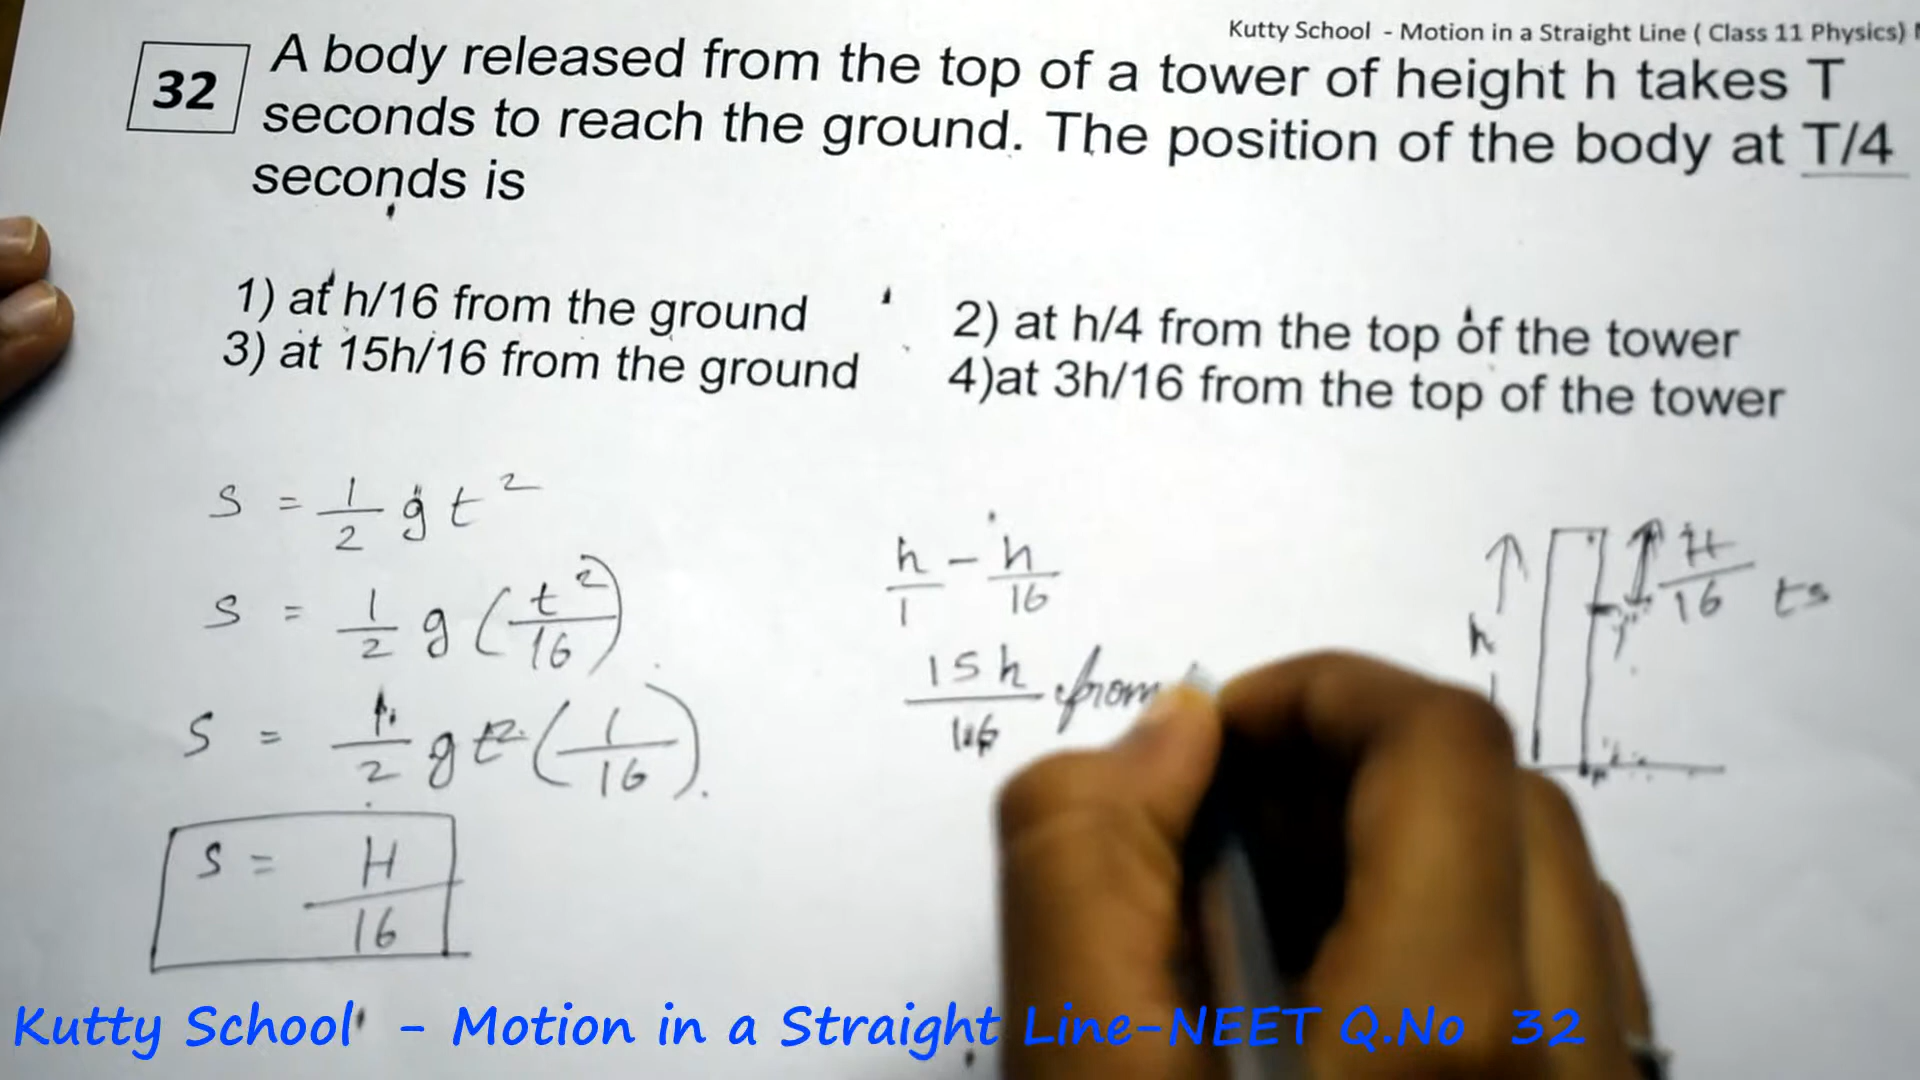 Kutty School - Motion in a Straight Line ( Class 11 Physics)
32
A body released from the top of a tower of height h takes T
seconds to reach the ground. The position of the body at T/4
seconds is
1) at h/16 from the ground
2) at h/4 from the top of the tower
3) at 15h/16 from the ground
4)at 3h/16 from the top of the tower
S = 1/2 g t²
S = 1/2 g (t²/16)
S = 1/2 g t² (1/16).
S = H/16
h/1 - h/16
15h/16 from
h
H/16 ts
Kutty School - Motion in a Straight Line-NEET Q.No 32